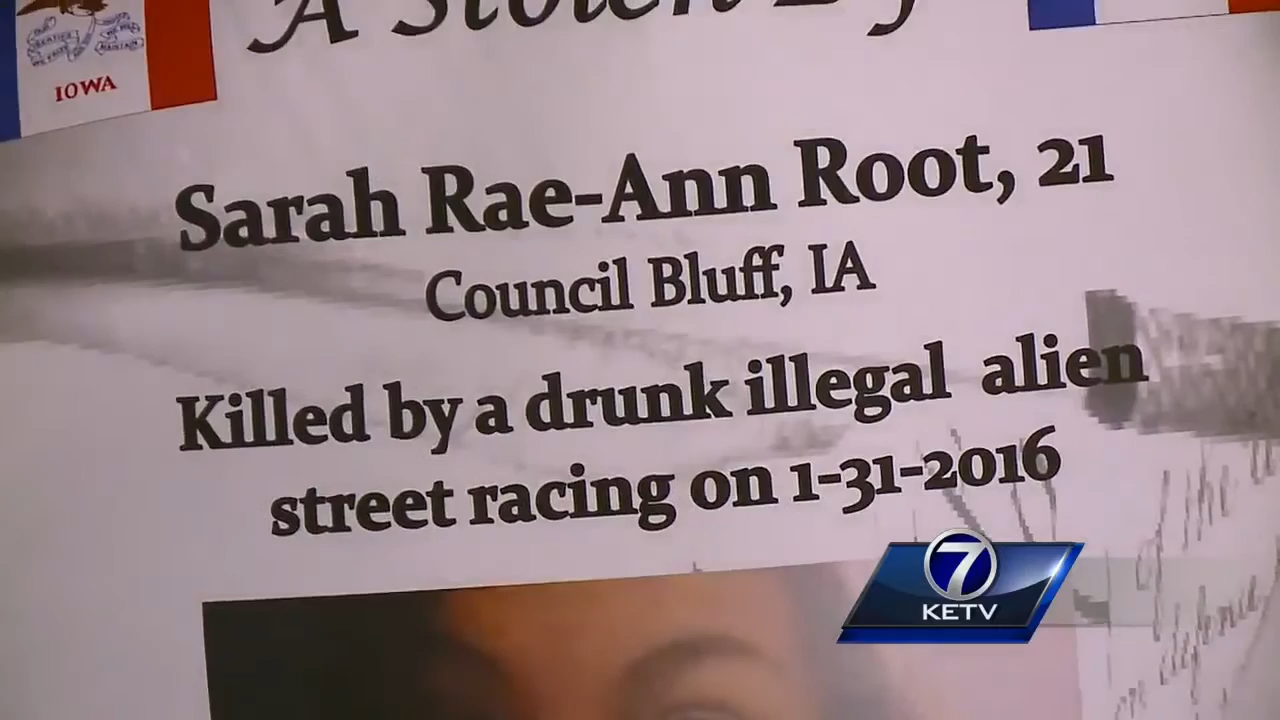 A Stolen
IOWA
Sarah Rae-Ann Root, 21
Council Bluff, IA
Killed by a drunk illegal alien
street racing on 1-31-2016
7
KETV